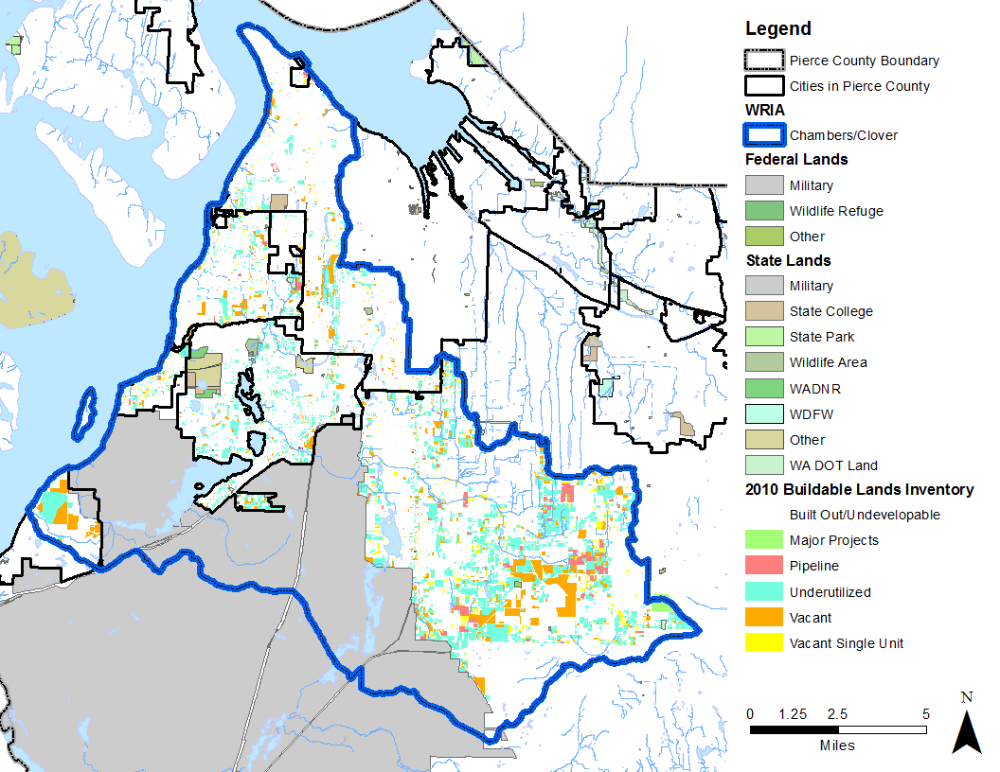 Legend
Pierce County Boundary
Cities in Pierce County
WRIA
Chambers/Clover
Federal Lands
Military
Wildlife Refuge
Other
State Lands
Military
State College
State Park
Wildlife Area
WADNR
WDFW
Other
WA DOT Land
2010 Buildable Lands Inventory
Built Out/Undevelopable
Major Projects
Pipeline
Underutilized
Vacant
Vacant Single Unit
N
0 1.25 2.5 5
Miles